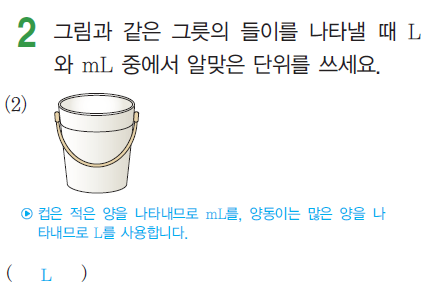 2 그림과 같은 그릇의 들이를 나타낼 때 L
와 mL 중에서 알맞은 단위를 쓰세요.
(2)
컵은 적은 양을 나타내므로 mL를, 양동이는 많은 양을 나
타내므로 L를 사용합니다.
( L )